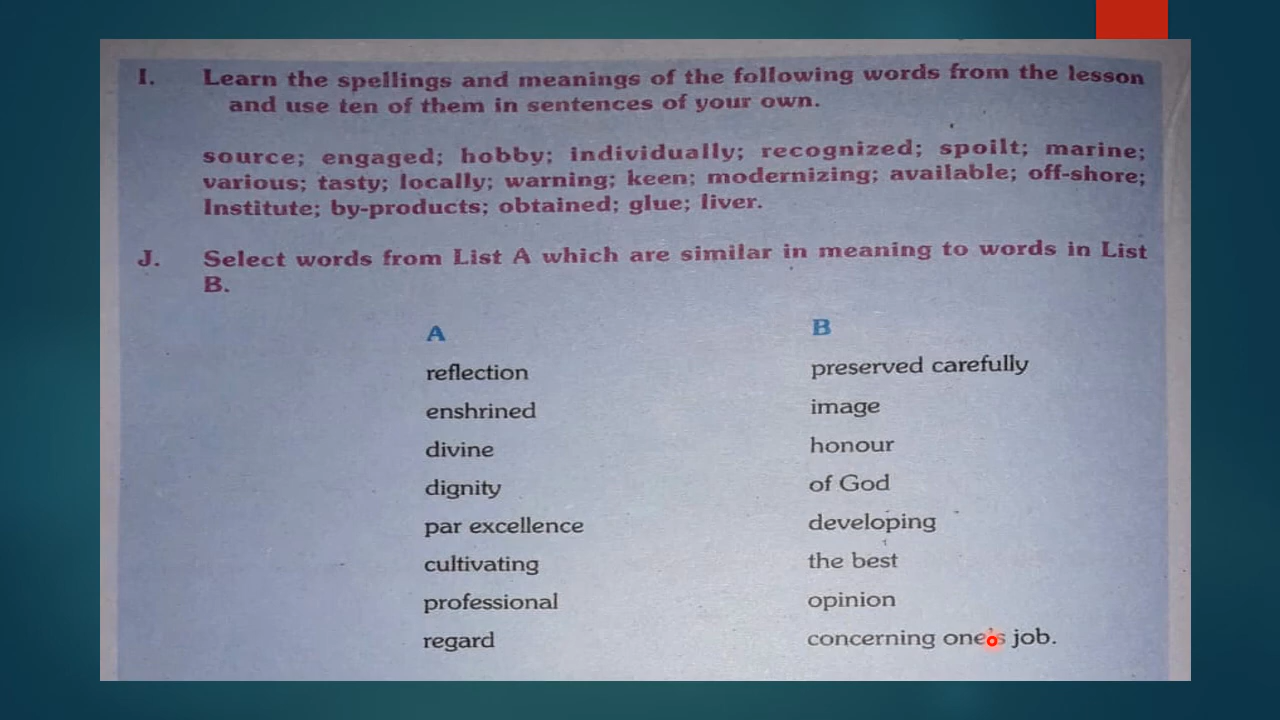 I. Learn the spellings and meanings of the following words from the lesson
and use ten of them in sentences of your own.
source; engaged; hobby; individually; recognized; spoilt; marine;
various; tasty; locally; warning; keen; modernizing; available; off-shore;
Institute; by-products; obtained; glue; liver.
J. Select words from List A which are similar in meaning to words in List
B.
A B
reflection preserved carefully
enshrined image
divine honour
dignity of God
par excellence developing
cultivating the best
professional opinion
regard concerning one's job.